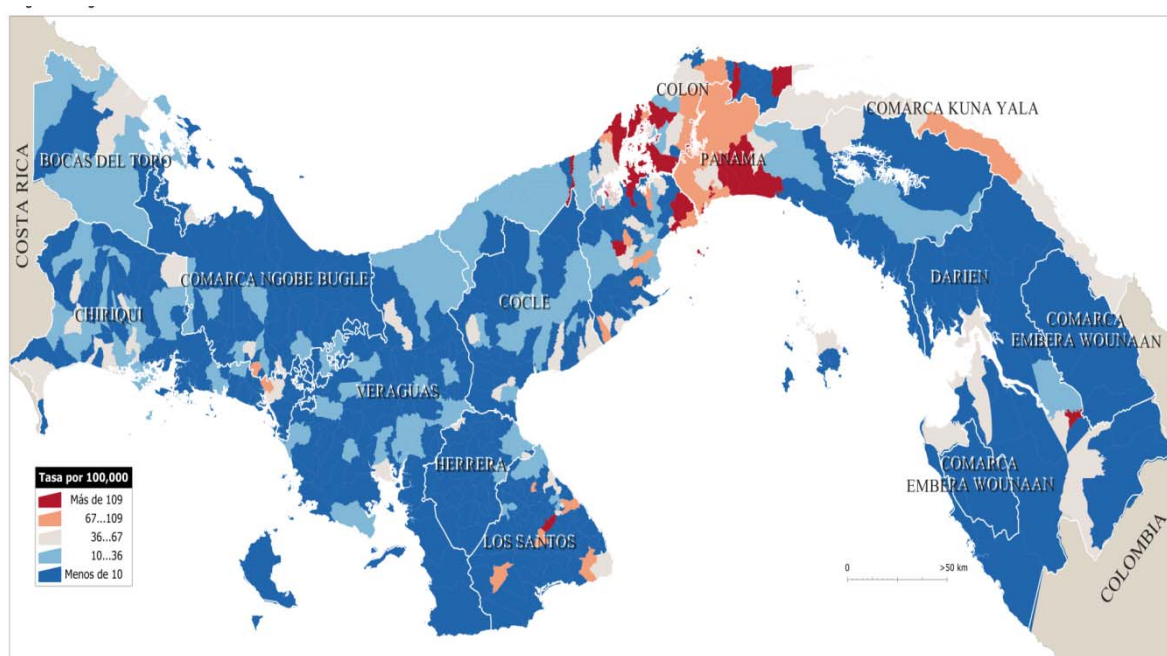 COLON
COMARCA KUNA YALA
BOCAS DEL TORO
PANAMA
COSTA RICA
COMARCA NGOBE BUGLE
DARIEN
CHIRIQUI
COCLE
COMARCA
EMBERA WOUNAAN
VERAGUAS
HERRERA
COMARCA
EMBERA WOUNAAN
LOS SANTOS
COLOMBIA
Tasa por 100,000
Más de 109
67...109
36...67
10...36
Menos de 10
0 >50 km